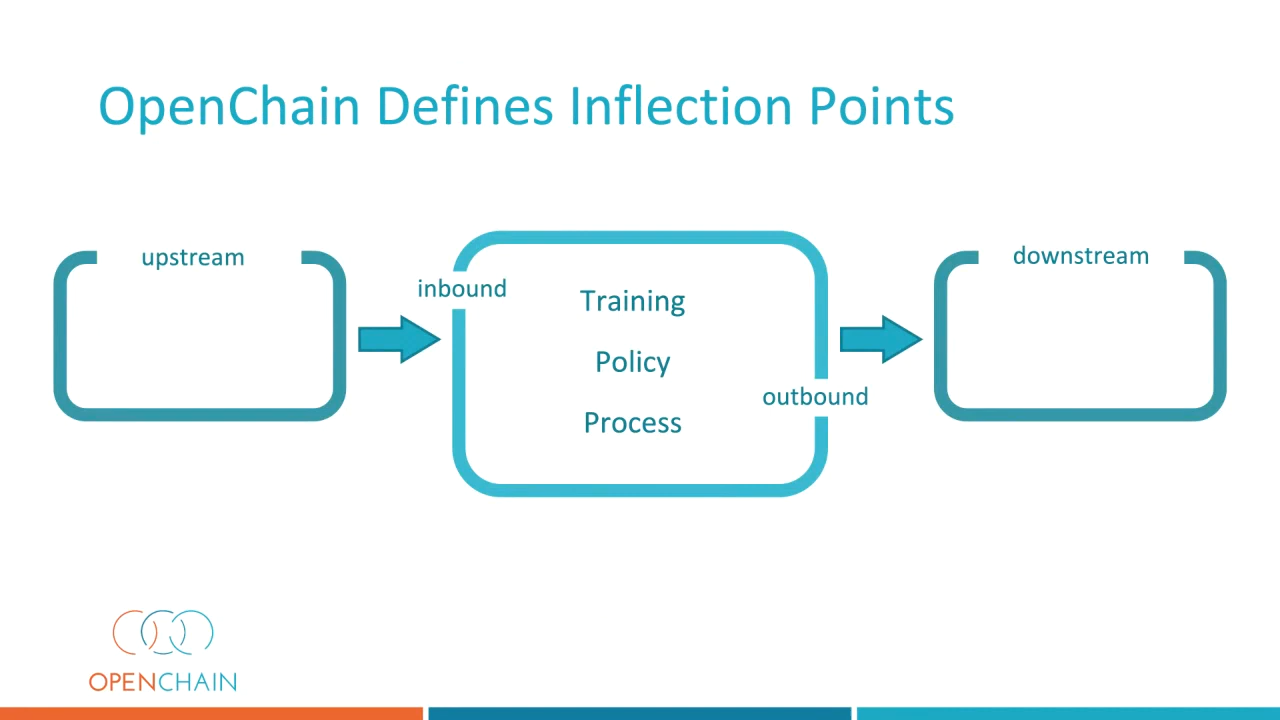 OpenChain Defines Inflection Points
upstream
inbound
Training
Policy
Process
outbound
downstream
OPENCHAIN